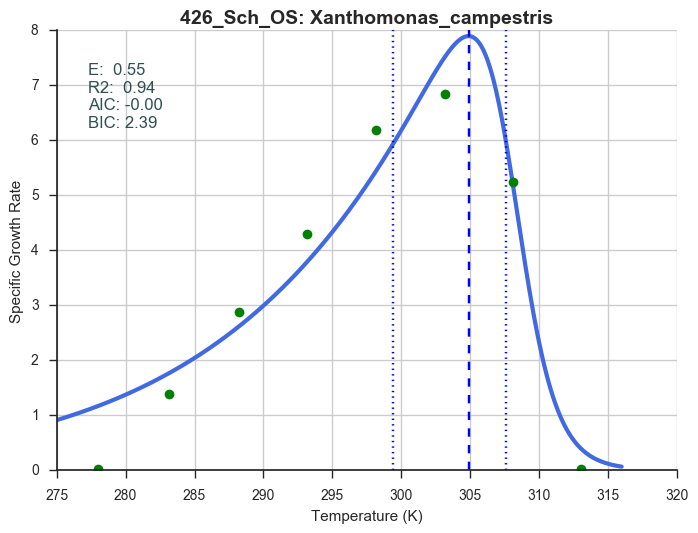 426_Sch_OS: Xanthomonas_campestris
E:  0.55
R2:  0.94
AIC: -0.00
BIC: 2.39
Specific Growth Rate
8
7
6
5
4
3
2
1
0
275 280 285 290 295 300 305 310 315 320
Temperature (K)